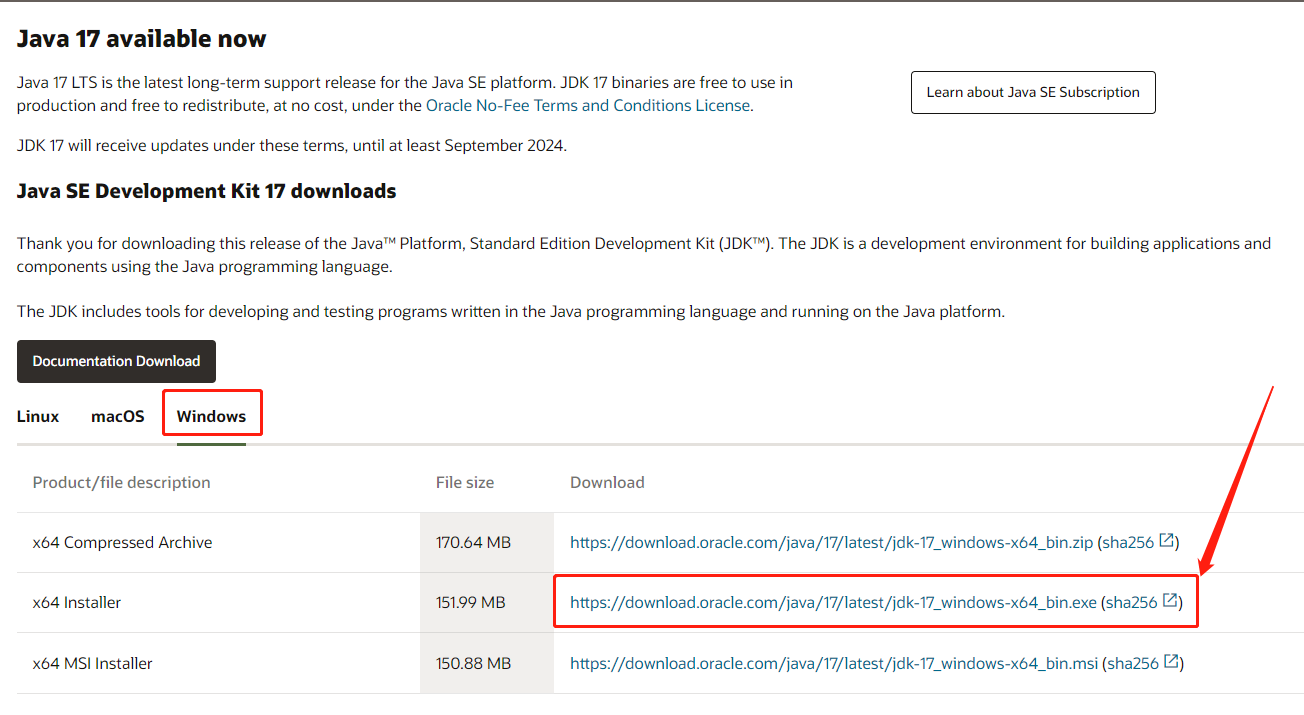 Java 17 available now
Java 17 LTS is the latest long-term support release for the Java SE platform. JDK 17 binaries are free to use in
production and free to redistribute, at no cost, under the Oracle No-Fee Terms and Conditions License.
Learn about Java SE Subscription
JDK 17 will receive updates under these terms, until at least September 2024.
Java SE Development Kit 17 downloads
Thank you for downloading this release of the Java™ Platform, Standard Edition Development Kit (JDK™). The JDK is a development environment for building applications and
components using the Java programming language.
The JDK includes tools for developing and testing programs written in the Java programming language and running on the Java platform.
Documentation Download
Linux macOS Windows
Product/file description File size Download
x64 Compressed Archive 170.64 MB https://download.oracle.com/java/17/latest/jdk-17_windows-x64_bin.zip (sha256)
x64 Installer 151.99 MB https://download.oracle.com/java/17/latest/jdk-17_windows-x64_bin.exe (sha256)
x64 MSI Installer 150.88 MB https://download.oracle.com/java/17/latest/jdk-17_windows-x64_bin.msi (sha256)